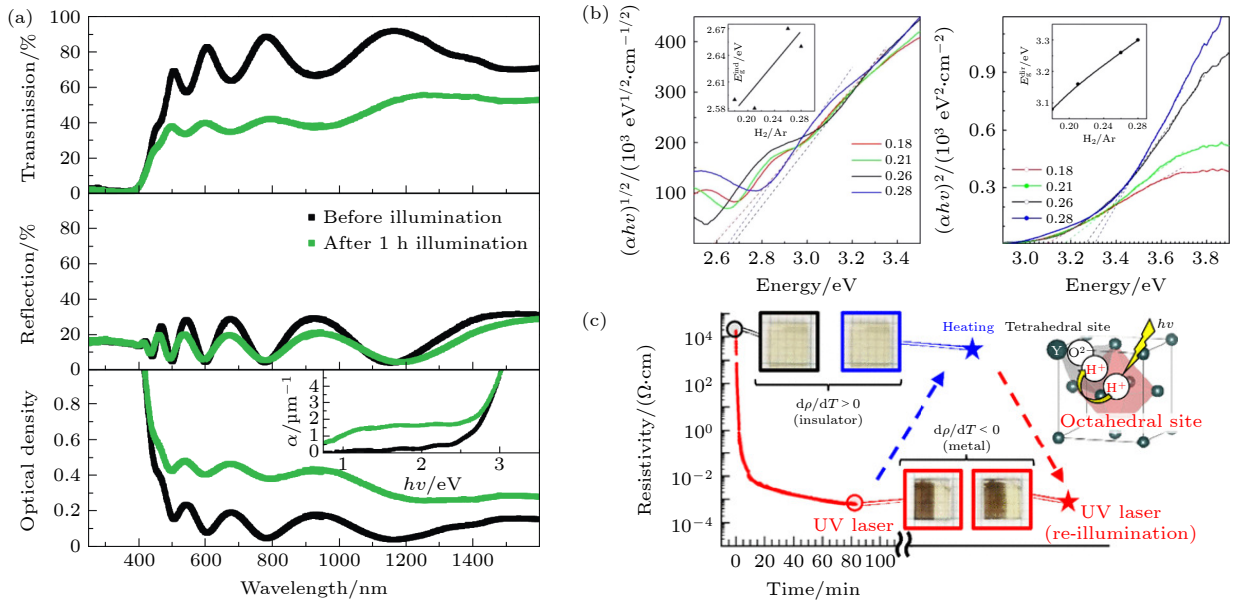 (a)
100
80
60
40
20
0
Transmission/%
Before illumination
After 1 h illumination
80
60
40
20
0
Reflection/%
0.8
0.6
0.4
0.2
0
Optical density
4
3
2
1
0
α/μm⁻¹
1
2
3
hν/eV
200
400
600
800
1000
1200
1400
Wavelength/nm
(b)
400
300
200
100
(αhν)^1/2/(10³ eV^1/2·cm^-1/2)
2.67
2.64
2.61
2.58
E_g^ind/eV
0.20
0.24
0.28
H₂/Ar
0.18
0.21
0.26
0.28
2.6
2.8
3.0
3.2
3.4
Energy/eV
0.9
0.6
0.3
(αhν)²/(10³ eV²·cm⁻²)
3.3
3.2
3.1
E_g^dir/eV
0.20
0.24
0.28
H₂/Ar
0.18
0.21
0.26
0.28
3.0
3.2
3.4
3.6
3.8
Energy/eV
(c)
10⁴
10²
10⁰
10⁻²
10⁻⁴
Resistivity/(Ω·cm)
Heating
Tetrahedral site
hν
Y
O²⁻
H⁺
H⁺
Octahedral site
dρ/dT > 0
(insulator)
dρ/dT < 0
(metal)
UV laser
UV laser
(re-illumination)
0
20
40
60
80
100
Time/min